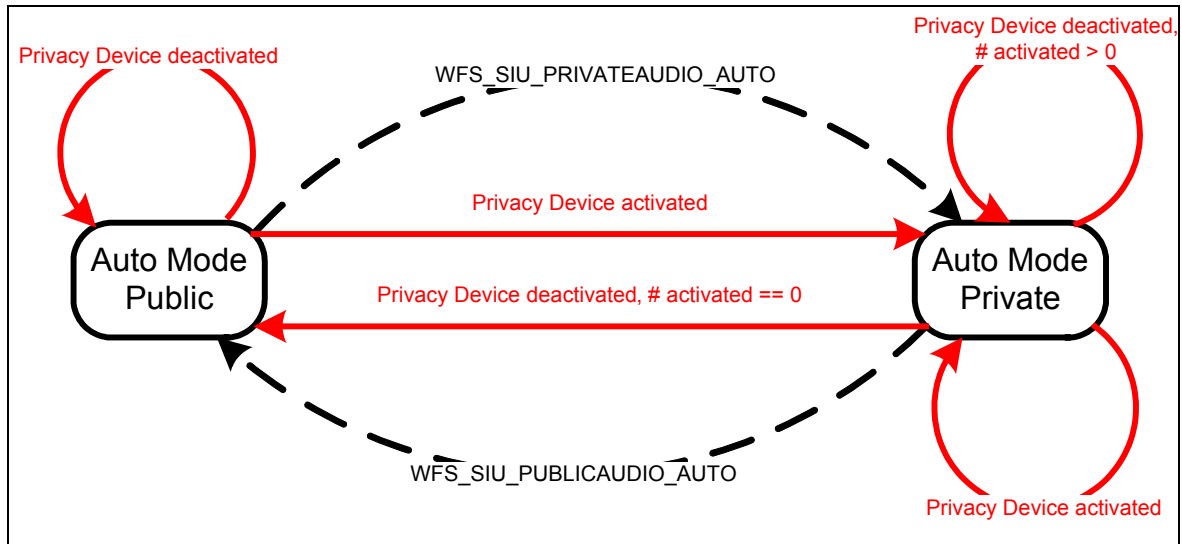 Privacy Device deactivated
Privacy Device deactivated,
# activated > 0
WFS_SIU_PRIVATEAUDIO_AUTO
Privacy Device activated
Auto Mode
Public
Auto Mode
Private
Privacy Device deactivated, # activated == 0
WFS_SIU_PUBLICAUDIO_AUTO
Privacy Device activated